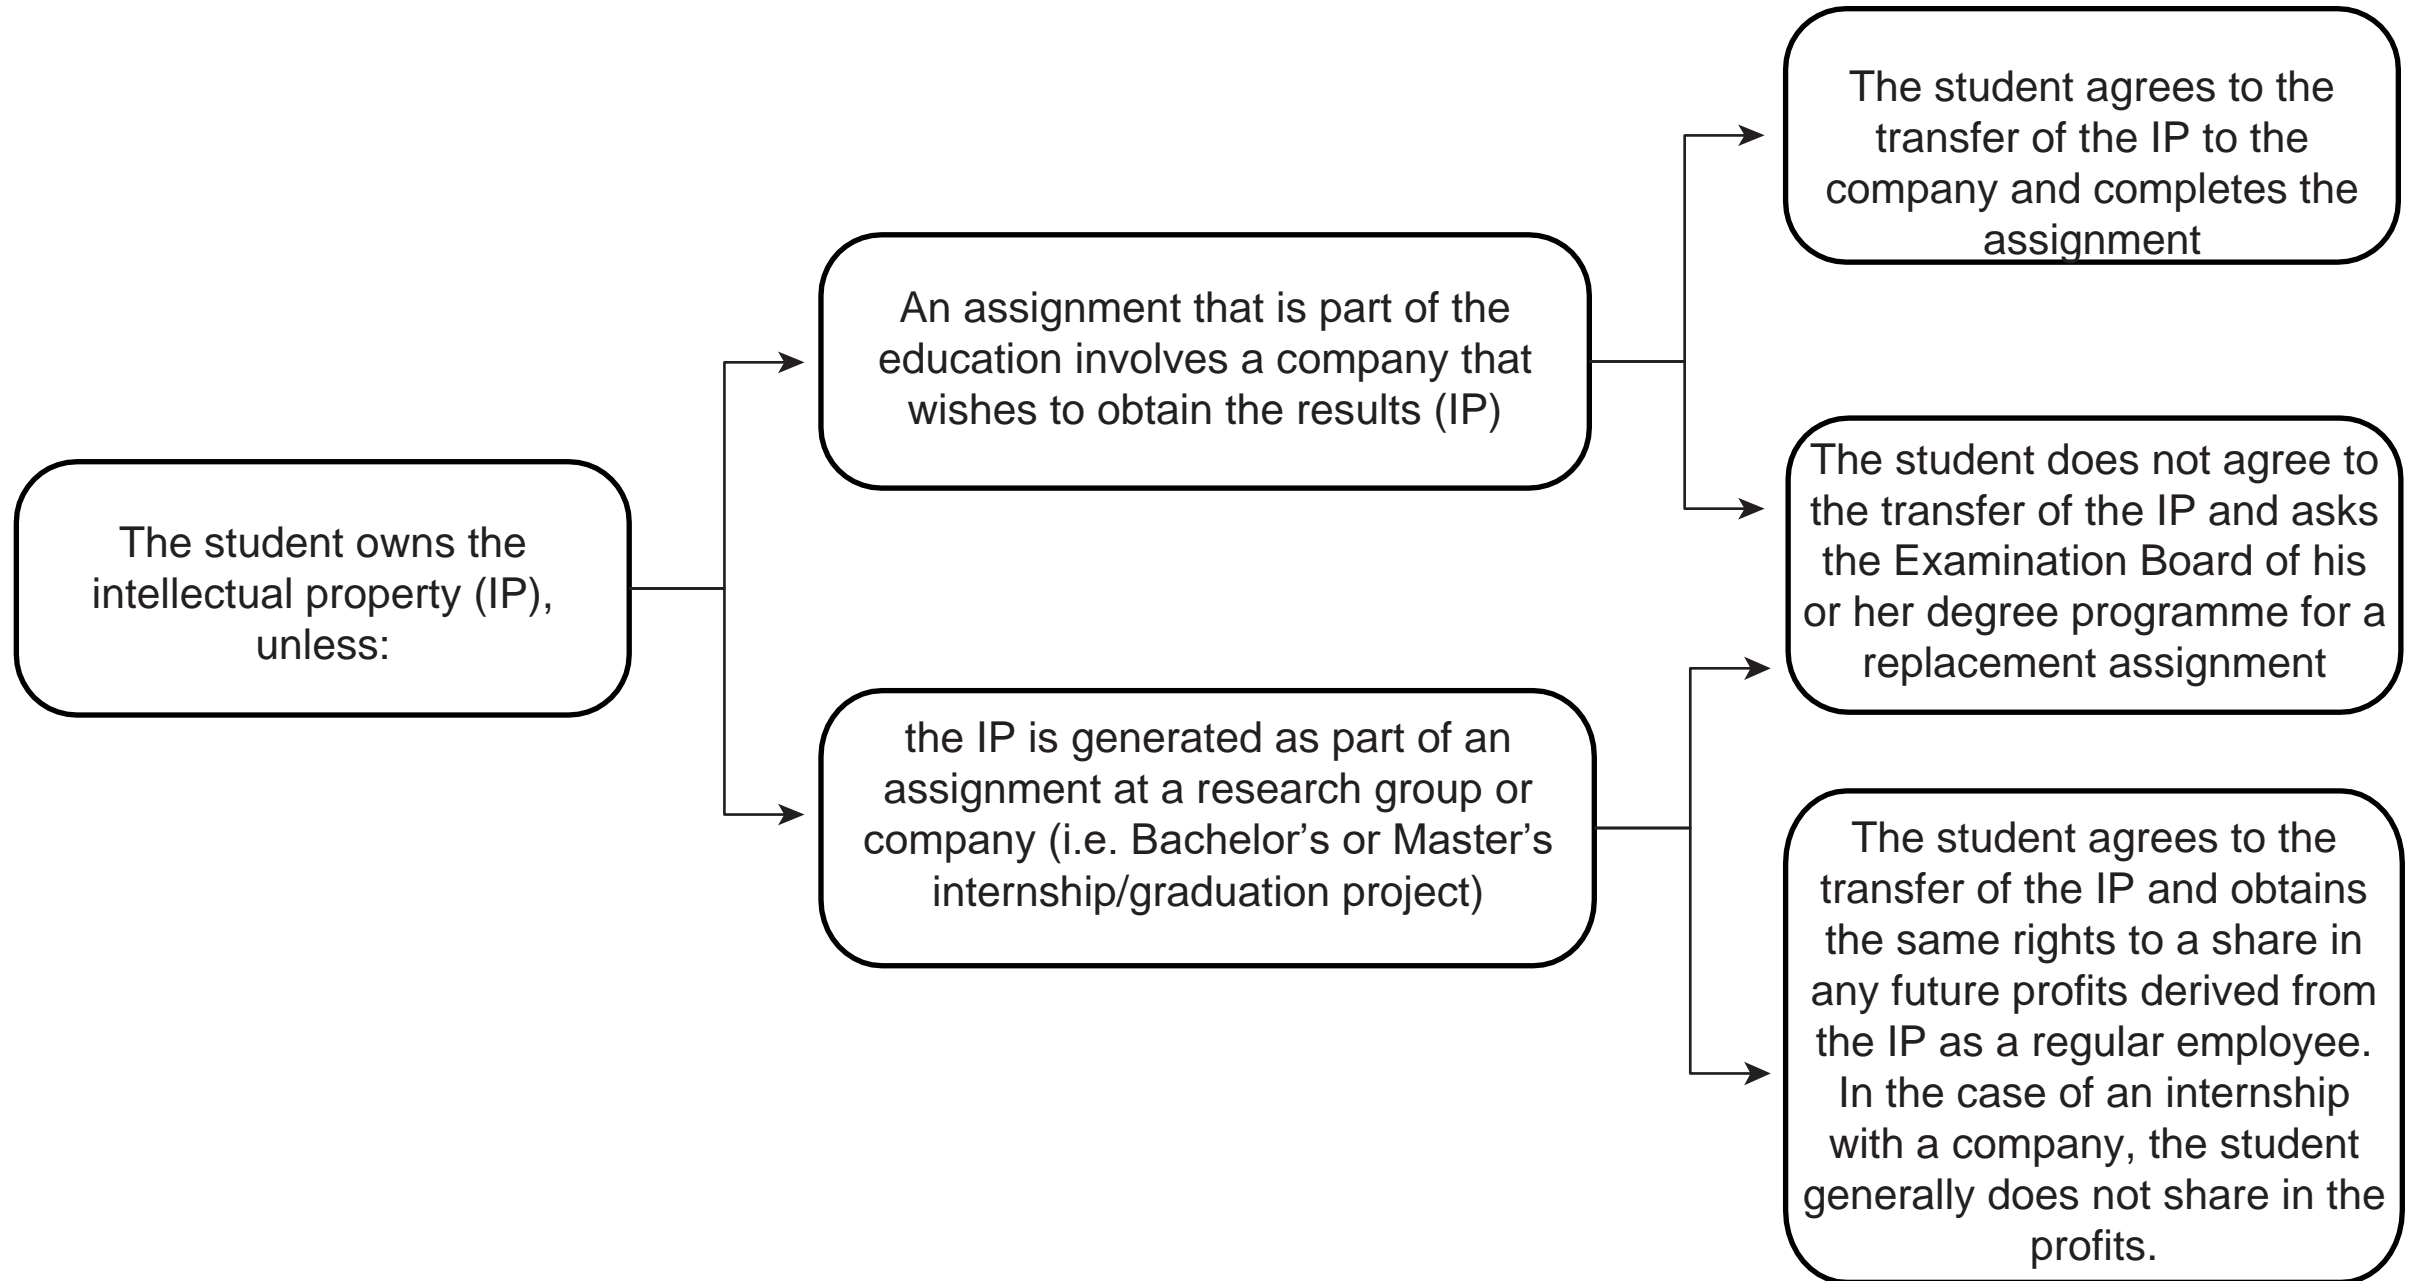 The student owns the
intellectual property (IP),
unless:
An assignment that is part of the
education involves a company that
wishes to obtain the results (IP)
the IP is generated as part of an
assignment at a research group or
company (i.e. Bachelor’s or Master’s
internship/graduation project)
The student agrees to the
transfer of the IP to the
company and completes the
assignment
The student does not agree to
the transfer of the IP and asks
the Examination Board of his
or her degree programme for a
replacement assignment
The student agrees to the
transfer of the IP and obtains
the same rights to a share in
any future profits derived from
the IP as a regular employee.
In the case of an internship
with a company, the student
generally does not share in the
profits.